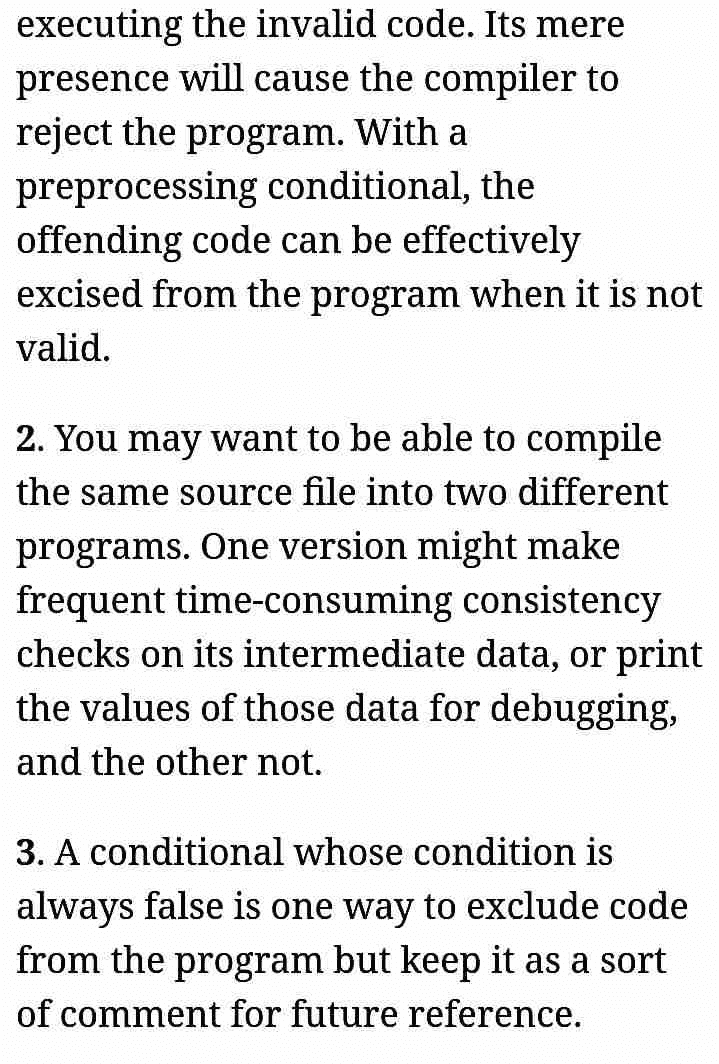 executing the invalid code. Its mere
presence will cause the compiler to
reject the program. With a
preprocessing conditional, the
offending code can be effectively
excised from the program when it is not
valid.
2. You may want to be able to compile
the same source file into two different
programs. One version might make
frequent time-consuming consistency
checks on its intermediate data, or print
the values of those data for debugging,
and the other not.
3. A conditional whose condition is
always false is one way to exclude code
from the program but keep it as a sort
of comment for future reference.